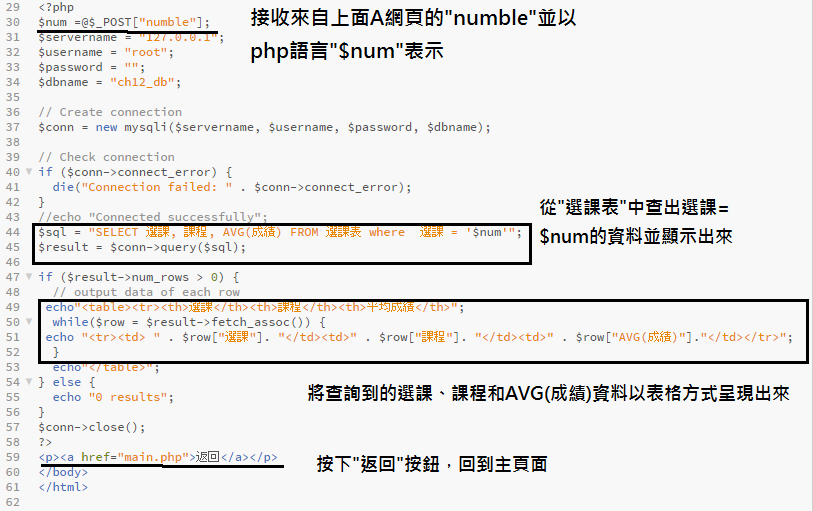 29 <?php
30 $num =@$_POST["numble"];
接收來自上面A網頁的"numble"並以
31 $servername = "127.0.0.1";
32 $username = "root";
php語言"$num"表示
33 $password = "";
34 $dbname = "ch12_db";
35
36 // Create connection
37 $conn = new mysqli($servername, $username, $password, $dbname);
38
39 // Check connection
40 if ($conn->connect_error) {
41 die("Connection failed: " . $conn->connect_error);
42 }
43 //echo "Connected successfully";
從"選課表"中查出選課=
44 $sql = "SELECT 選課, 課程, AVG(成績) FROM 選課表 where  選課 = '$num'";
45 $result = $conn->query($sql);
$num的資料並顯示出來
46
47 if ($result->num_rows > 0) {
48 // output data of each row
49 echo"<table><tr><th>選課</th><th>課程</th><th>平均成績</th>";
50 while($row = $result->fetch_assoc()) {
51 echo "<tr><td> " . $row["選課"]. "</td><td>" . $row["課程"]. "</td><td>" . $row["AVG(成績)"]."</td></tr>";
52 }
53 echo"</table>";
54 } else {
將查詢到的選課、課程和AVG(成績)資料以表格方式呈現出來
55 echo "0 results";
56 }
57 $conn->close();
58 ?>
59 <p><a href="main.php">返回</a></p>
按下"返回"按鈕，回到主頁面
60 </body>
61 </html>
62